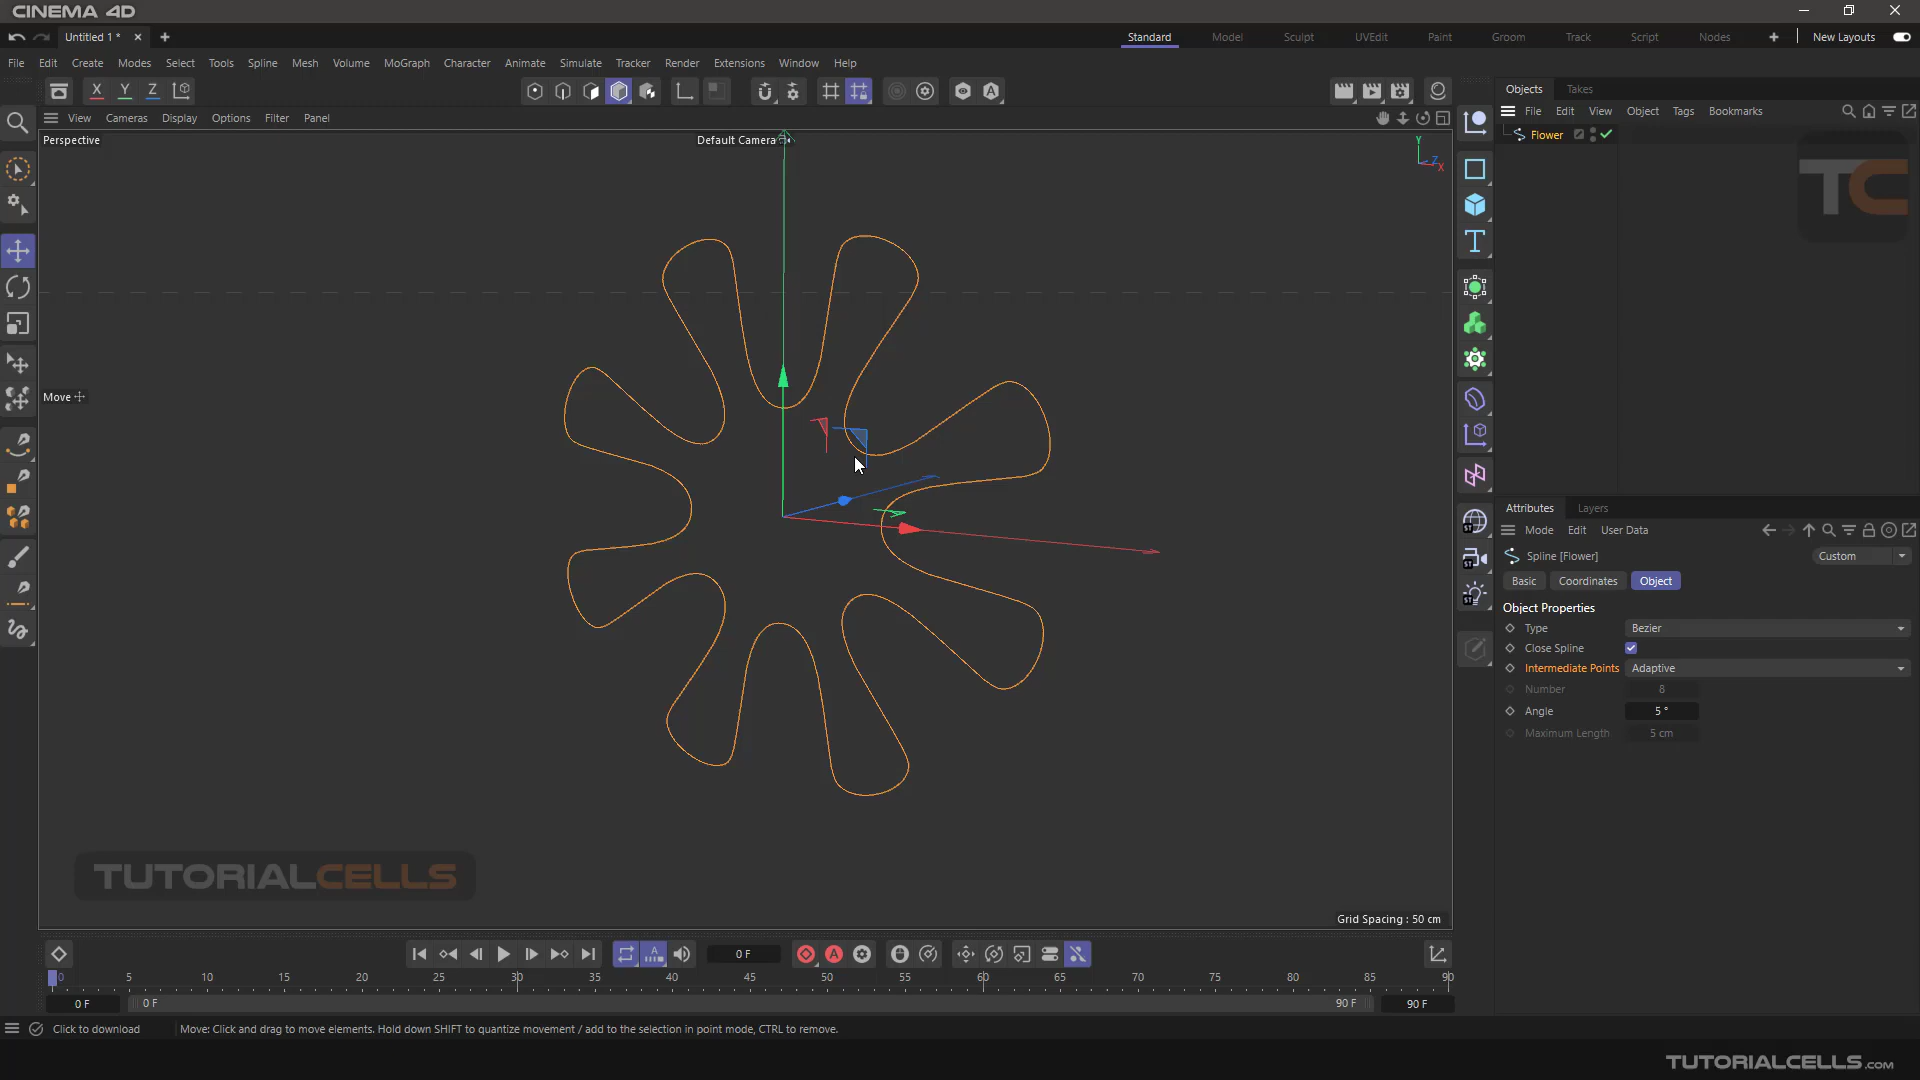 CINEMA 4D
Untitled 1 *
Standard Model Sculpt UVEdit Paint Groom Track Script Nodes New Layouts
File Edit Create Modes Select Tools Spline Mesh Volume MoGraph Character Animate Simulate Tracker Render Extensions Window Help
X Y Z
Objects Takes
File Edit View Object Tags Bookmarks
View Cameras Display Options Filter Panel
Perspective
Default Camera
Y
Z
X
Flower
TC
Move
Attributes Layers
Mode Edit User Data
Spline [Flower]
Custom
Basic Coordinates Object
Object Properties
Type Bezier
Close Spline
Intermediate Points Adaptive
Number 8
Angle 5 °
Maximum Length 5 cm
TUTORIALCELLS
Grid Spacing : 50 cm
0 F
0 5 10 15 20 25 30 35 40 45 50 55 60 65 70 75 80 85 90
0 F 0 F 90 F 90 F
Click to download
Move: Click and drag to move elements. Hold down SHIFT to quantize movement / add to the selection in point mode, CTRL to remove.
TUTORIALCELLS.com